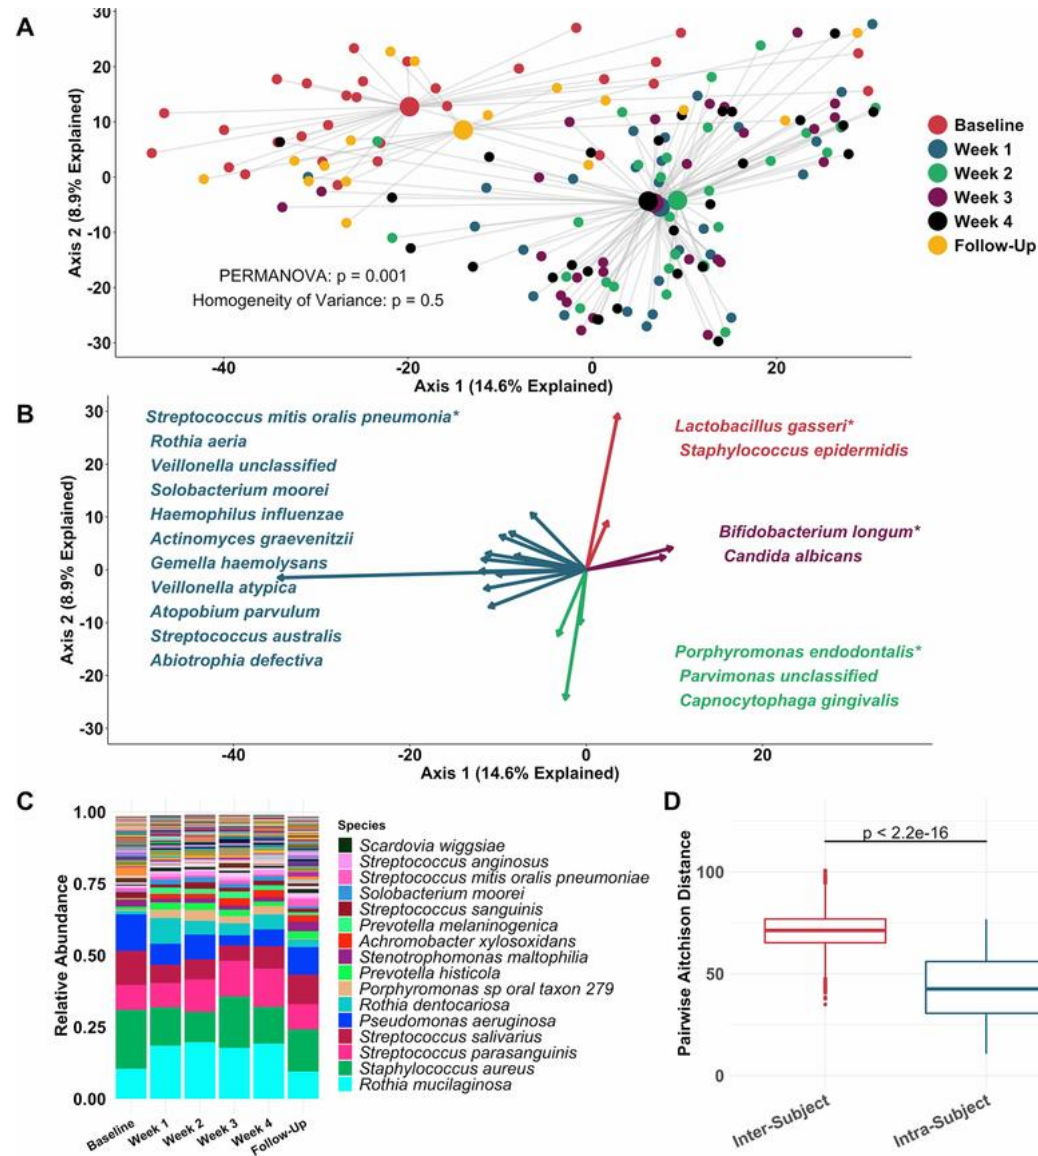 A
30
20
10
0
-10
-20
-30
Axis 2 (8.9% Explained)
PERMANOVA: p = 0.001
Homogeneity of Variance: p = 0.5
-40
-20
0
20
Axis 1 (14.6% Explained)
Baseline
Week 1
Week 2
Week 3
Week 4
Follow-Up
B
30
20
10
0
-10
-20
-30
Axis 2 (8.9% Explained)
Streptococcus mitis oralis pneumonia*
Rothia aeria
Veillonella unclassified
Solobacterium moorei
Haemophilus influenzae
Actinomyces graevenitzii
Gemella haemolysans
Veillonella atypica
Atopobium parvulum
Streptococcus australis
Abiotrophia defectiva
Lactobacillus gasseri*
Staphylococcus epidermidis
Bifidobacterium longum*
Candida albicans
Porphyromonas endodontalis*
Parvimonas unclassified
Capnocytophaga gingivalis
-40
-20
0
20
Axis 1 (14.6% Explained)
C
1.00
0.75
0.50
0.25
0.00
Relative Abundance
Baseline
Week 1
Week 2
Week 3
Week 4
Follow-Up
Species
Scardovia wiggsiae
Streptococcus anginosus
Streptococcus mitis oralis pneumoniae
Solobacterium moorei
Streptococcus sanguinis
Prevotella melaninogenica
Achromobacter xylosoxidans
Stenotrophomonas maltophilia
Prevotella histicola
Porphyromonas sp oral taxon 279
Rothia dentocariosa
Pseudomonas aeruginosa
Streptococcus salivarius
Streptococcus parasanguinis
Staphylococcus aureus
Rothia mucilaginosa
D
p < 2.2e-16
100
50
0
Pairwise Aitchison Distance
Inter-Subject
Intra-Subject